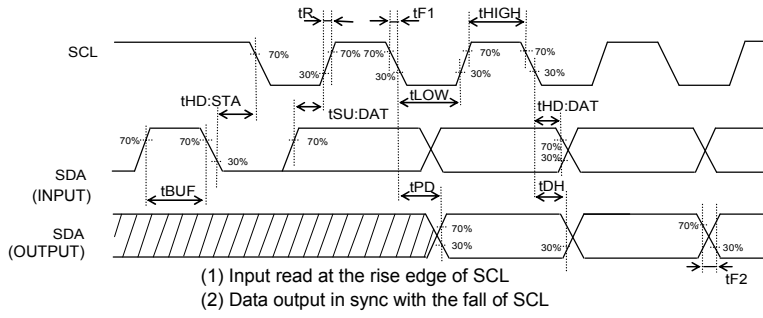 tR tF1 tHIGH
SCL 70% 70% 70% 70% 70%
30% 30% 30% 30%
tHD:STA tLOW
tSU:DAT tHD:DAT
70% 70% 70% 70%
SDA 30% 30%
(INPUT) tBUF tPD tDH
SDA 70% 70%
(OUTPUT) 30% 30% 30%
(1) Input read at the rise edge of SCL tF2
(2) Data output in sync with the fall of SCL